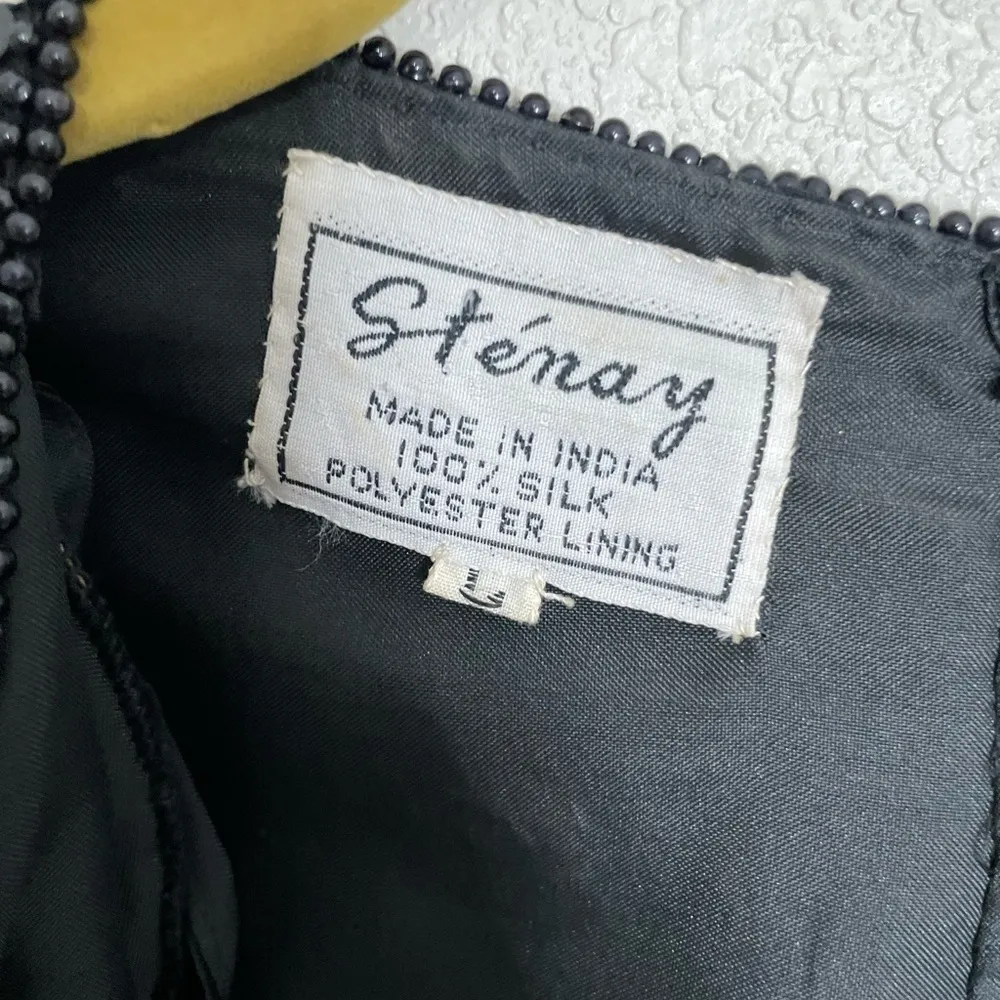 Sténay
MADE IN INDIA
100% SILK
POLYESTER LINING